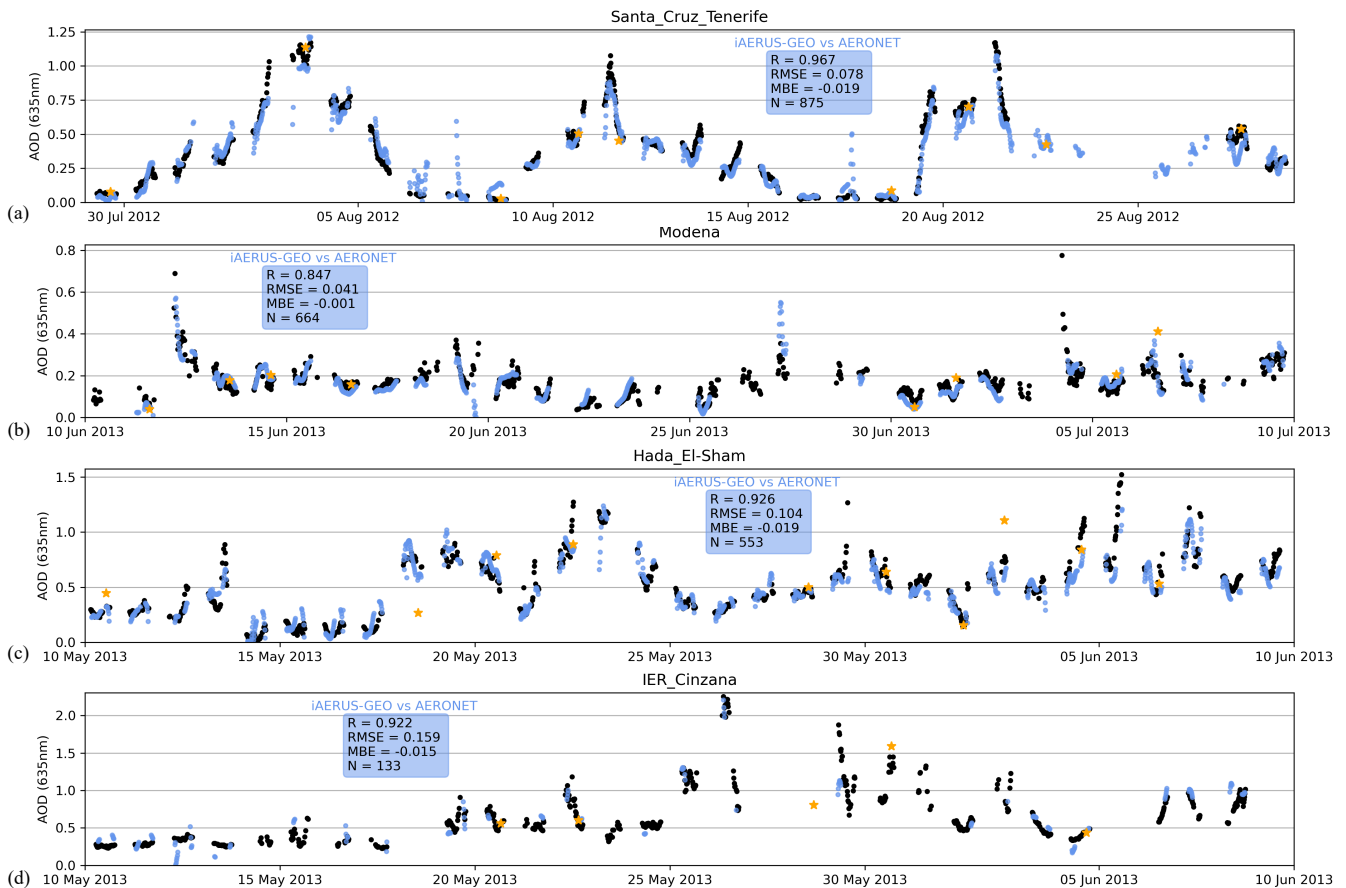 Santa_Cruz_Tenerife
iAERUS-GEO vs AERONET
R = 0.967
RMSE = 0.078
MBE = -0.019
N = 875
AOD (635nm)
1.25
1.00
0.75
0.50
0.25
0.00
(a)
30 Jul 2012 05 Aug 2012 10 Aug 2012 15 Aug 2012 20 Aug 2012 25 Aug 2012
Modena
iAERUS-GEO vs AERONET
R = 0.847
RMSE = 0.041
MBE = -0.001
N = 664
AOD (635nm)
0.8
0.6
0.4
0.2
0.0
(b)
10 Jun 2013 15 Jun 2013 20 Jun 2013 25 Jun 2013 30 Jun 2013 05 Jul 2013 10 Jul 2013
Hada_El-Sham
iAERUS-GEO vs AERONET
R = 0.926
RMSE = 0.104
MBE = -0.019
N = 553
AOD (635nm)
1.5
1.0
0.5
0.0
(c)
10 May 2013 15 May 2013 20 May 2013 25 May 2013 30 May 2013 05 Jun 2013 10 Jun 2013
IER_Cinzana
iAERUS-GEO vs AERONET
R = 0.922
RMSE = 0.159
MBE = -0.015
N = 133
AOD (635nm)
2.0
1.5
1.0
0.5
0.0
(d)
10 May 2013 15 May 2013 20 May 2013 25 May 2013 30 May 2013 05 Jun 2013 10 Jun 2013